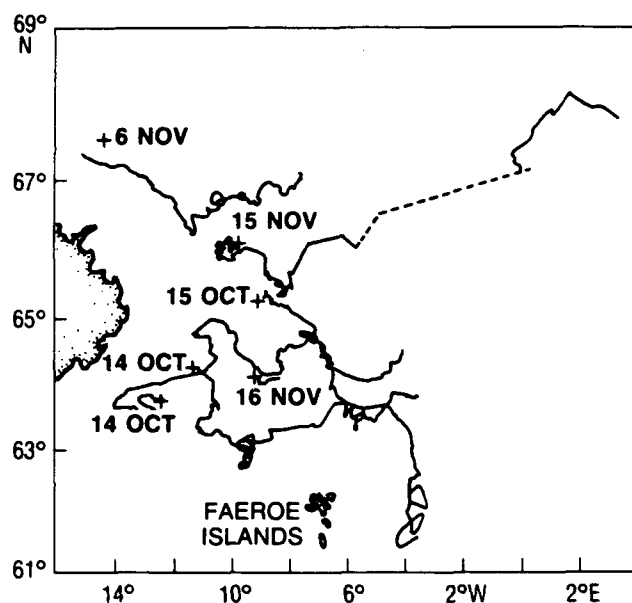 69°
N
6 NOV
67°
15 NOV
15 OCT
65°
14 OCT
16 NOV
14 OCT
63°
FAEROE
ISLANDS
61°
14° 10° 6° 2°W 2°E